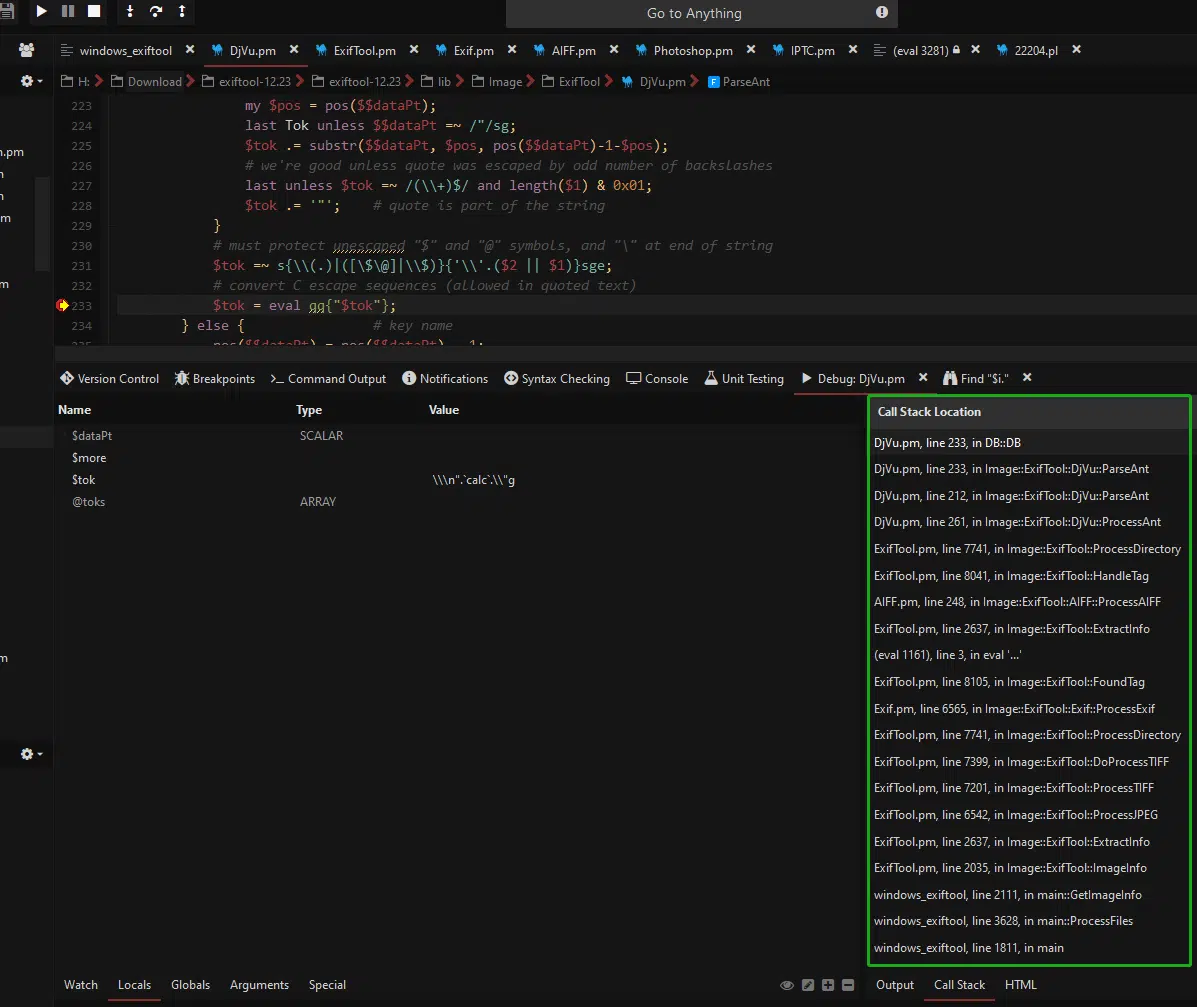 Go to Anything
windows_exiftool
DjVu.pm
ExifTool.pm
Exif.pm
AIFF.pm
Photoshop.pm
IPTC.pm
(eval 3281)
22204.pl
H: Download exiftool-12.23 exiftool-12.23 lib Image ExifTool DjVu.pm F ParseAnt
223 my $pos = pos($$dataPt);
224 last Tok unless $$dataPt =~ /"/sg;
225 $tok .= substr($$dataPt, $pos, pos($$dataPt)-1-$pos);
226 # we're good unless quote was escaped by odd number of backslashes
227 last unless $tok =~ /(\\+)$/ and length($1) & 0x01;
228 $tok .= '"'; # quote is part of the string
229 }
230 # must protect unescaped "$" and "@" symbols, and "\" at end of string
231 $tok =~ s{\\(.)|([\$\@]|\\$)}{'\\'.($2 || $1)}sge;
232 # convert C escape sequences (allowed in quoted text)
233 $tok = eval qq{"$tok"};
234 } else { # key name
235 pos($$dataPt) = pos($$dataPt) - 1;
n.pm
n
n
m
m
m
Version Control
Breakpoints
Command Output
Notifications
Syntax Checking
Console
Unit Testing
Debug: DjVu.pm
Find "$i."
Name Type Value
$dataPt SCALAR
$more
$tok \\\n".`calc`.\\"g
@toks ARRAY
Call Stack Location
DjVu.pm, line 233, in DB::DB
DjVu.pm, line 233, in Image::ExifTool::DjVu::ParseAnt
DjVu.pm, line 212, in Image::ExifTool::DjVu::ParseAnt
DjVu.pm, line 261, in Image::ExifTool::DjVu::ProcessAnt
ExifTool.pm, line 7741, in Image::ExifTool::ProcessDirectory
ExifTool.pm, line 8041, in Image::ExifTool::HandleTag
AIFF.pm, line 248, in Image::ExifTool::AIFF::ProcessAIFF
ExifTool.pm, line 2637, in Image::ExifTool::ExtractInfo
(eval 1161), line 3, in eval '...'
ExifTool.pm, line 8105, in Image::ExifTool::FoundTag
Exif.pm, line 6565, in Image::ExifTool::Exif::ProcessExif
ExifTool.pm, line 7741, in Image::ExifTool::ProcessDirectory
ExifTool.pm, line 7399, in Image::ExifTool::DoProcessTIFF
ExifTool.pm, line 7201, in Image::ExifTool::ProcessTIFF
ExifTool.pm, line 6542, in Image::ExifTool::ProcessJPEG
ExifTool.pm, line 2637, in Image::ExifTool::ExtractInfo
ExifTool.pm, line 2035, in Image::ExifTool::ImageInfo
windows_exiftool, line 2111, in main::GetImageInfo
windows_exiftool, line 3628, in main::ProcessFiles
windows_exiftool, line 1811, in main
Watch Locals Globals Arguments Special
Output Call Stack HTML